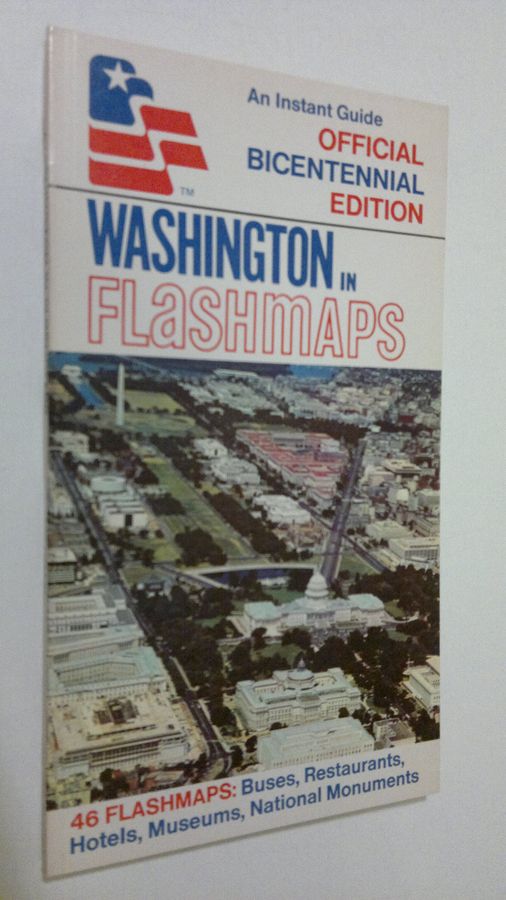 An Instant Guide
OFFICIAL
BICENTENNIAL
EDITION
TM
WASHINGTON IN
FLASHMAPS
46 FLASHMAPS: Buses, Restaurants,
Hotels, Museums, National Monuments